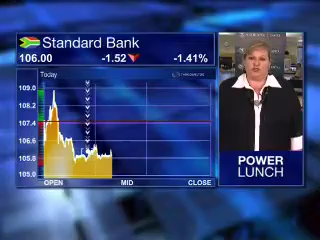 Standard Bank
106.00 -1.52 -1.41%
Today
109.0
108.2
107.4
106.6
105.8
105.0
OPEN MID CLOSE
POWER
LUNCH